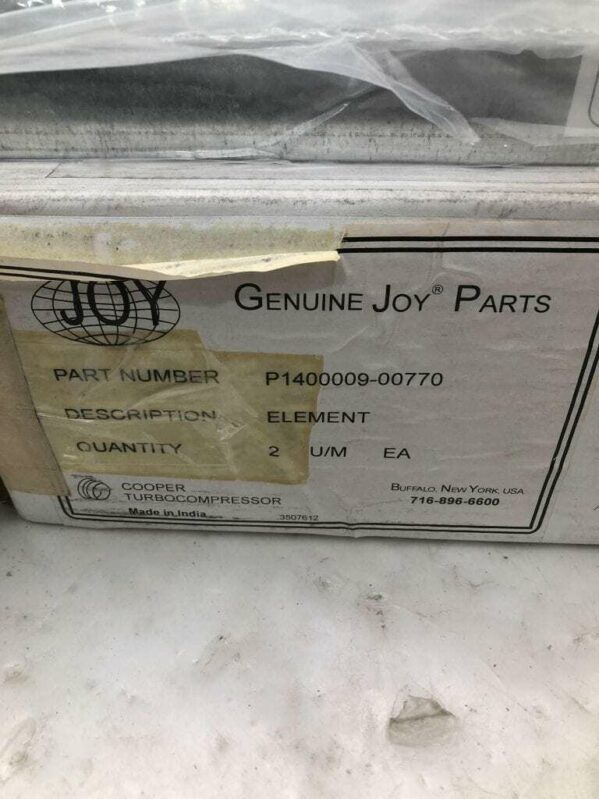 JOY
GENUINE JOY® PARTS
PART NUMBER P1400009-00770
DESCRIPTION ELEMENT
QUANTITY 2 U/M EA
COOPER
TURBOCOMPRESSOR
BUFFALO, NEW YORK, USA
716-896-6600
Made in India
3507612